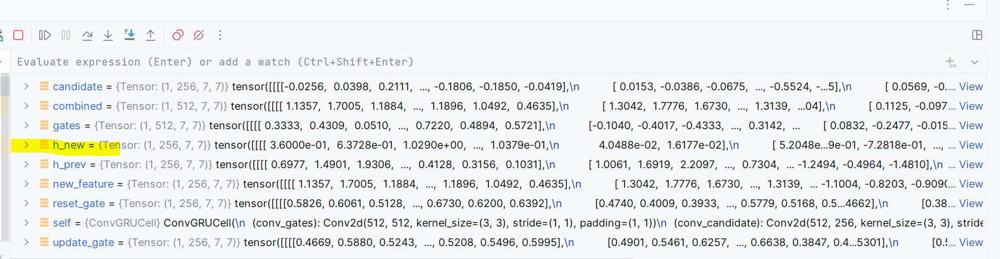 Evaluate expression (Enter) or add a watch (Ctrl+Shift+Enter)
candidate = {Tensor: (1, 256, 7, 7)} tensor([[[[-0.0256, 0.0398, 0.2111, ..., -0.1806, -0.1850, -0.0419],\n [ 0.0153, -0.0386, -0.0675, ..., -0.5524, -...5],\n [ 0.0569, -0.... View
combined = {Tensor: (1, 512, 7, 7)} tensor([[[[ 1.1357, 1.7005, 1.1884, ..., 1.1896, 1.0492, 0.4635],\n [ 1.3042, 1.7776, 1.6730, ..., 1.3139, ...04],\n [ 0.1125, -0.097... View
gates = {Tensor: (1, 512, 7, 7)} tensor([[[[ 0.3333, 0.4309, 0.0510, ..., 0.7220, 0.4894, 0.5721],\n [-0.1040, -0.4017, -0.4333, ..., 0.3142, ... [ 0.0832, -0.2477, -0.015... View
h_new = {Tensor: (1, 256, 7, 7)} tensor([[[[ 3.6000e-01, 6.3728e-01, 1.0290e+00, ..., 1.0379e-01,\n 4.0488e-02, 1.6177e-02],\n [ 5.2048e...9e-01, -7.2818e-01, ..., ... View
h_prev = {Tensor: (1, 256, 7, 7)} tensor([[[[ 0.6977, 1.4901, 1.9306, ..., 0.4128, 0.3156, 0.1031],\n [ 1.0061, 1.6919, 2.2097, ..., 0.7304, ... -1.2494, -0.4964, -1.4810],\n ... View
new_feature = {Tensor: (1, 256, 7, 7)} tensor([[[[ 1.1357, 1.7005, 1.1884, ..., 1.1896, 1.0492, 0.4635],\n [ 1.3042, 1.7776, 1.6730, ..., 1.3139, ... -1.1004, -0.8203, -0.9090... View
reset_gate = {Tensor: (1, 256, 7, 7)} tensor([[[[0.5826, 0.6061, 0.5128, ..., 0.6730, 0.6200, 0.6392],\n [0.4740, 0.4009, 0.3933, ..., 0.5779, 0.5168, 0.5...4662],\n [0.38... View
self = {ConvGRUCell} ConvGRUCell(\n (conv_gates): Conv2d(512, 512, kernel_size=(3, 3), stride=(1, 1), padding=(1, 1))\n (conv_candidate): Conv2d(512, 256, kernel_size=(3, 3), stride
update_gate = {Tensor: (1, 256, 7, 7)} tensor([[[[0.4669, 0.5880, 0.5243, ..., 0.5208, 0.5496, 0.5995],\n [0.4901, 0.5461, 0.6257, ..., 0.6638, 0.3847, 0.4...5301],\n [0.5... View